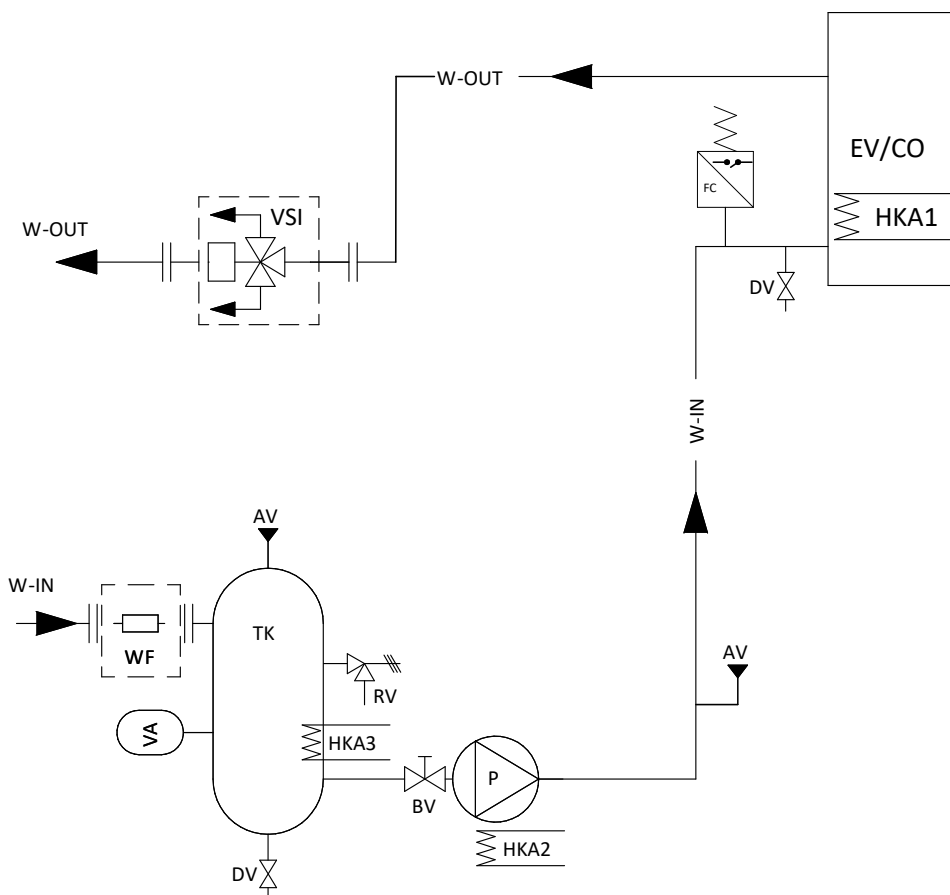 W-OUT
EV/CO
FC
HKA1
VSI
W-OUT
DV
W-IN
AV
W-IN
TK
WF
AV
RV
VA
HKA3
P
BV
HKA2
DV